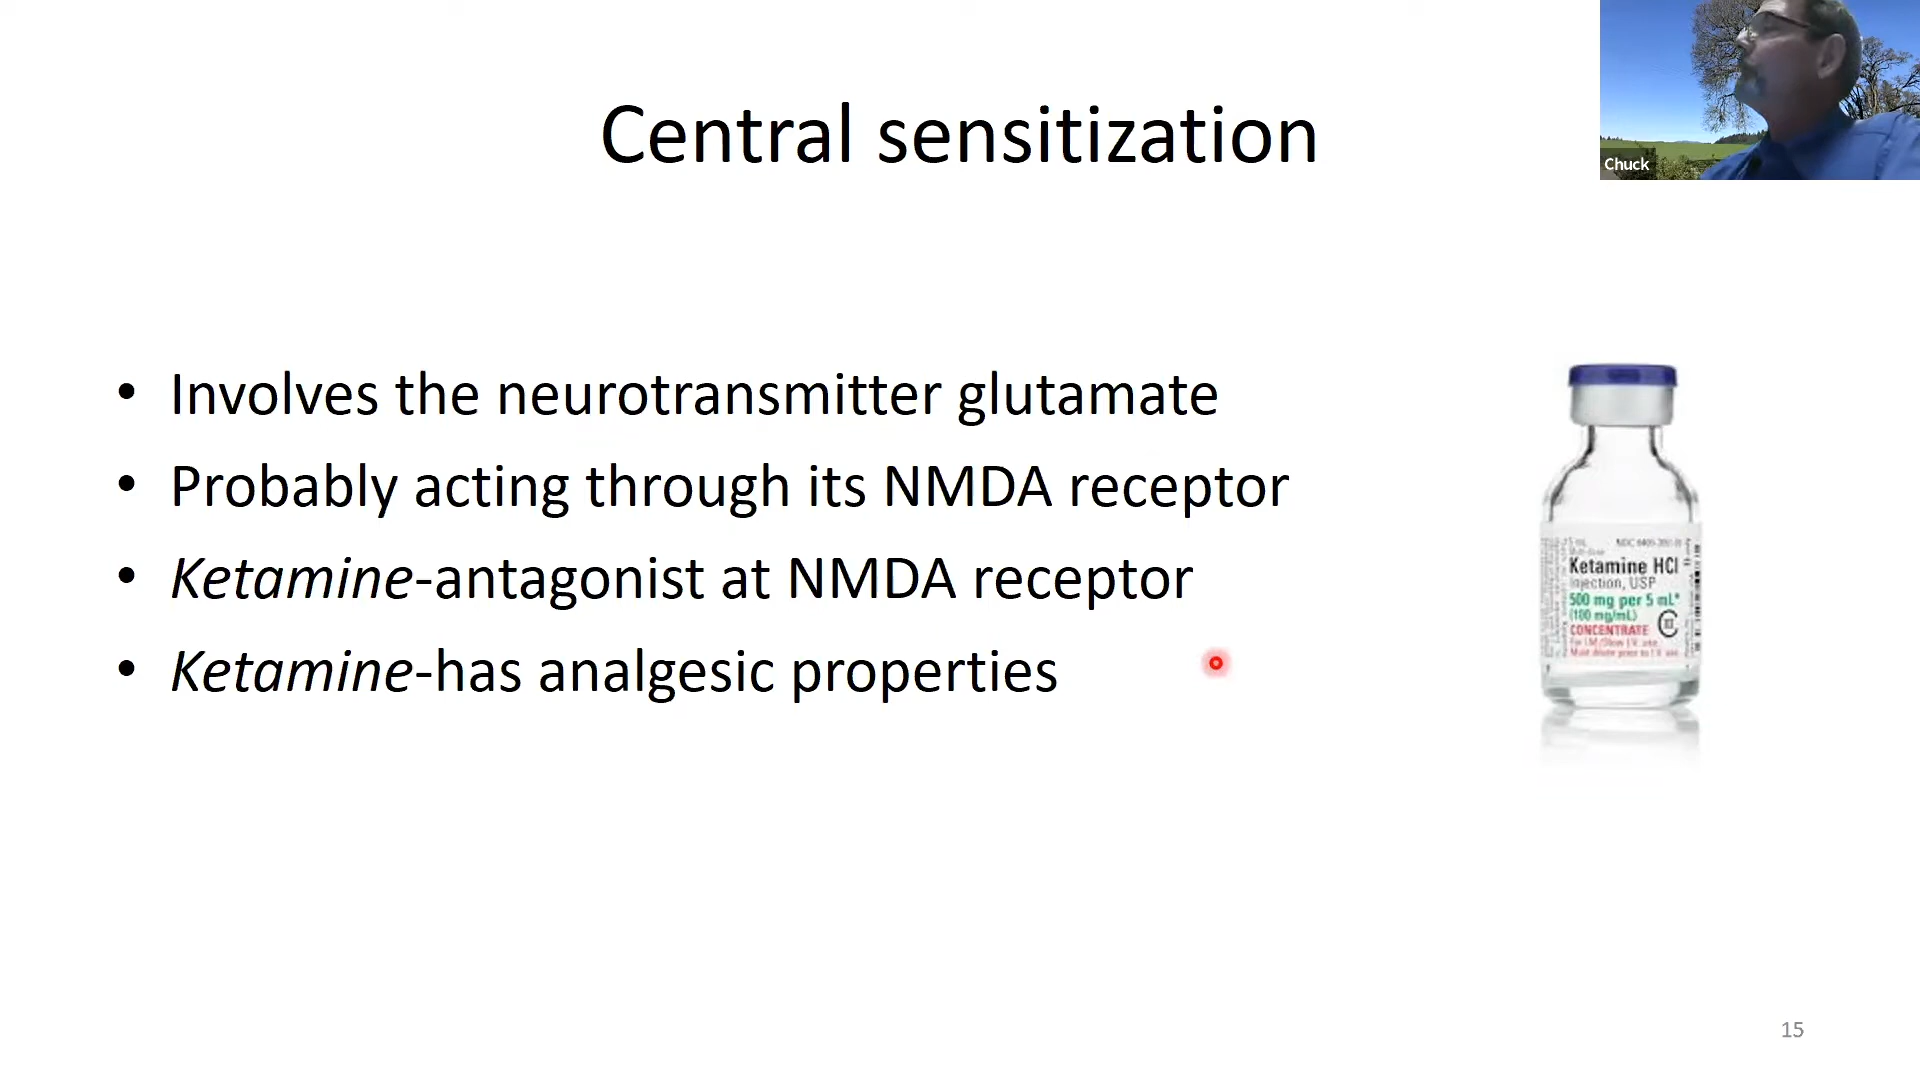 Central sensitization
Chuck
• Involves the neurotransmitter glutamate
• Probably acting through its NMDA receptor
• Ketamine-antagonist at NMDA receptor
• Ketamine-has analgesic properties
Ketamine HCl
Injection, USP
500 mg per 5 mL*
(100 mg/mL)
CONCENTRATE
15